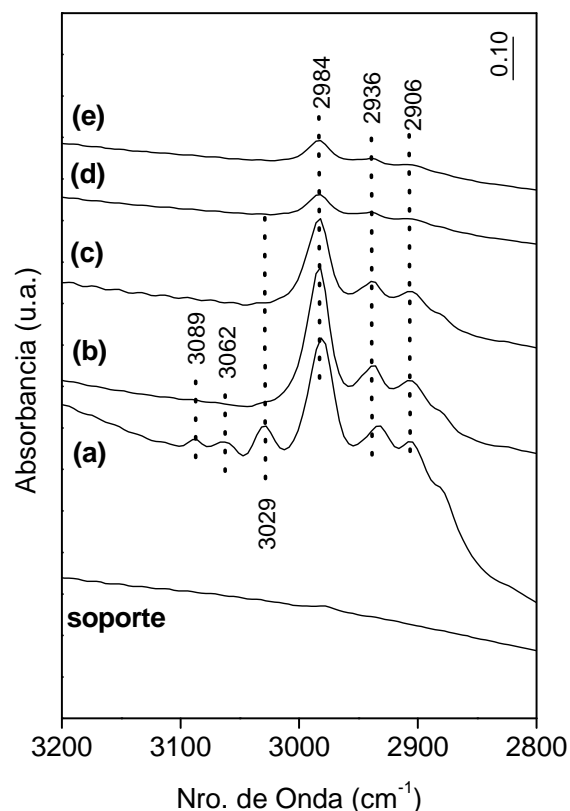 0.10
2984
2936
2906
(e)
(d)
(c)
3089
3062
(b)
(a)
3029
soporte
Absorbancia (u.a.)
3200 3100 3000 2900 2800
Nro. de Onda (cm⁻¹)